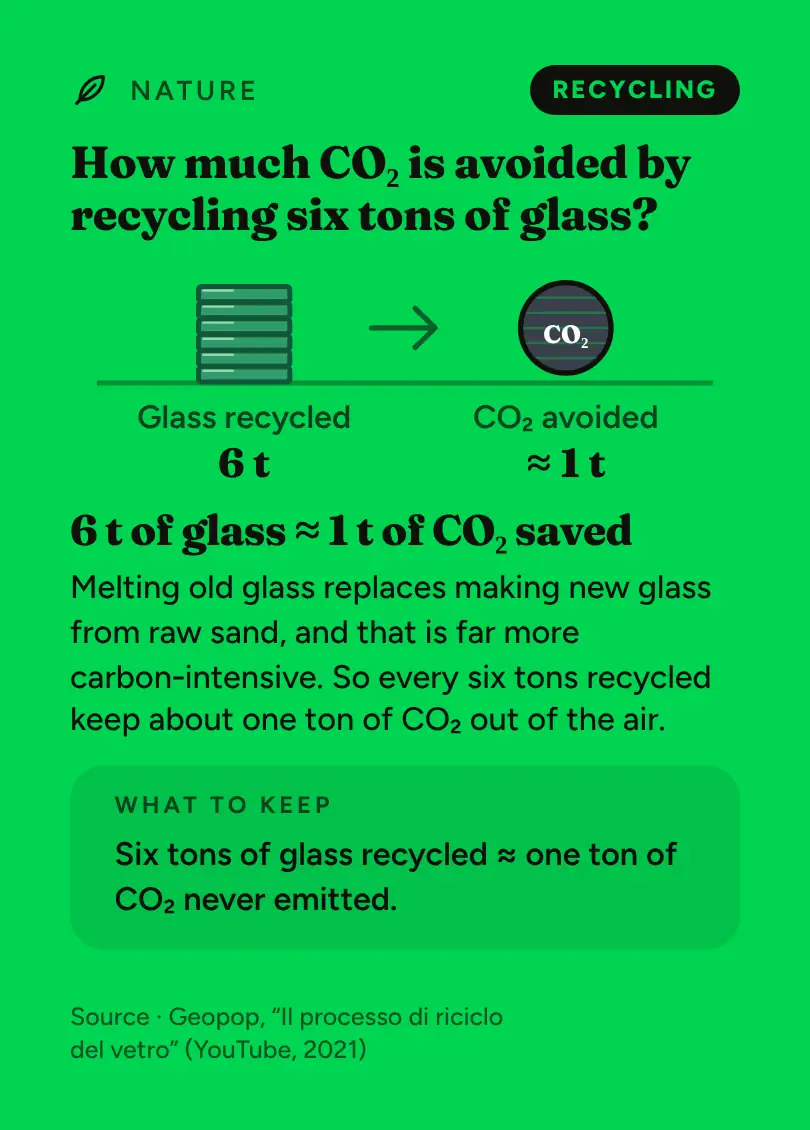 NATURE
RECYCLING
How much CO₂ is avoided by
recycling six tons of glass?
CO₂
Glass recycled
6 t
CO₂ avoided
≈ 1 t
6 t of glass ≈ 1 t of CO₂ saved
Melting old glass replaces making new glass
from raw sand, and that is far more
carbon-intensive. So every six tons recycled
keep about one ton of CO₂ out of the air.
WHAT TO KEEP
Six tons of glass recycled ≈ one ton of
CO₂ never emitted.
Source · Geopop, “Il processo di riciclo
del vetro” (YouTube, 2021)